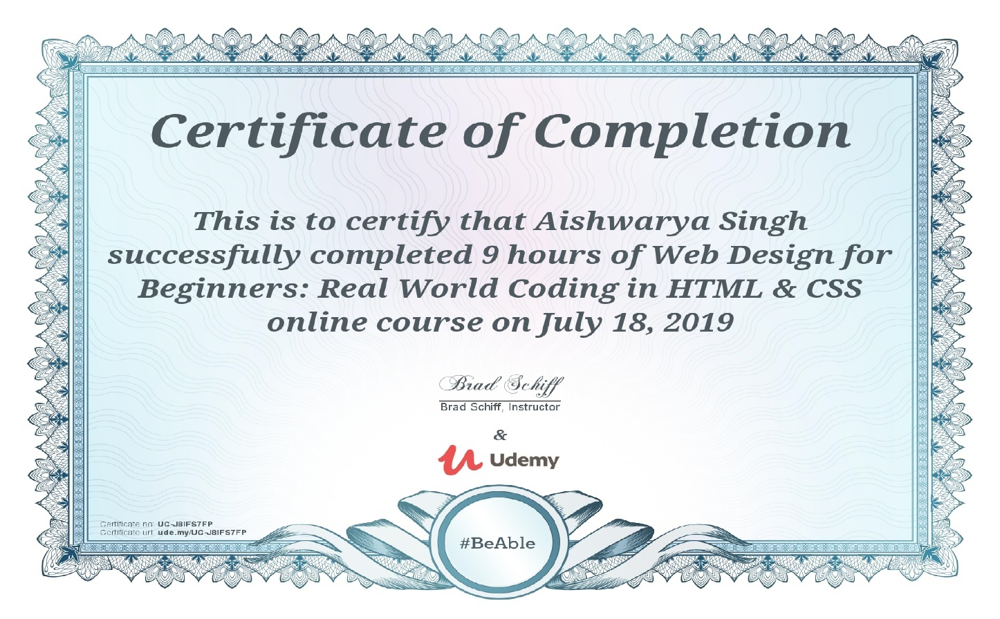 Certificate of Completion
This is to certify that Aishwarya Singh
successfully completed 9 hours of Web Design for
Beginners: Real World Coding in HTML & CSS
online course on July 18, 2019
Brad Schiff
Brad Schiff, Instructor
&
Udemy
#BeAble
Certificate no: UC-J8IFS7FP
Certificate url: ude.my/UC-J8IFS7FP